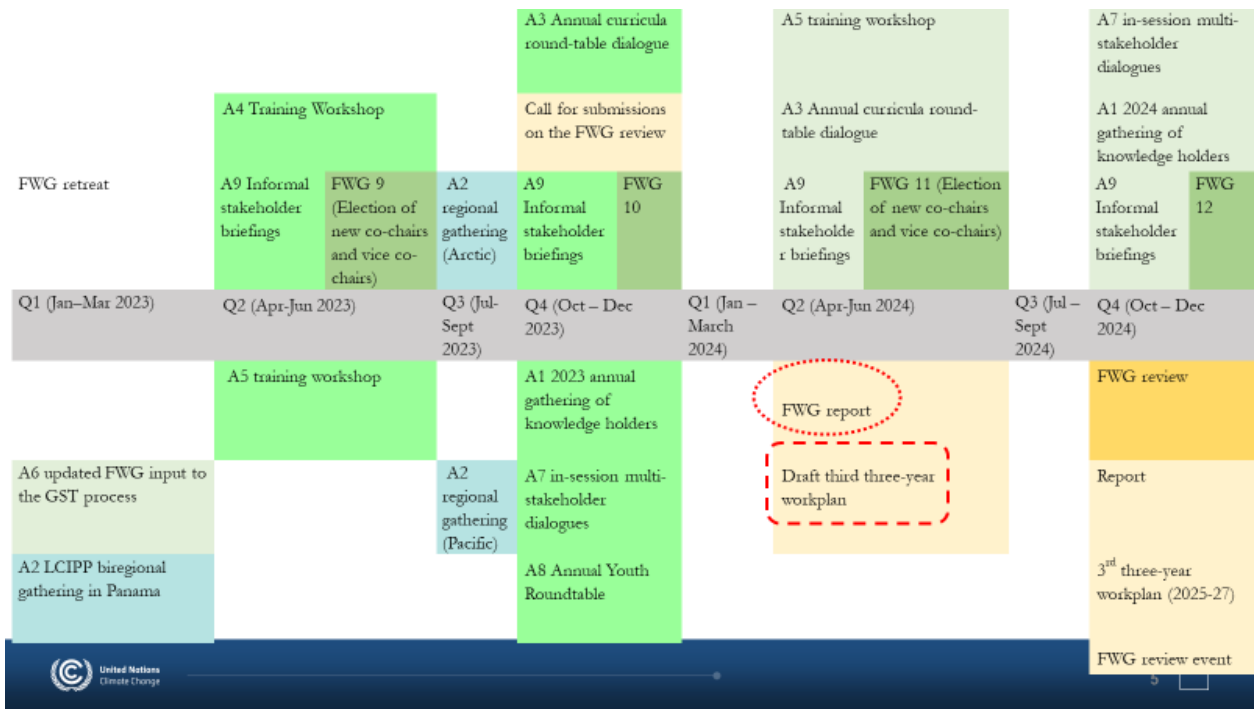 A3 Annual curricula
round-table dialogue
A5 training workshop
A7 in-session multi-
stakeholder
dialogues
A4 Training Workshop
Call for submissions
on the FWG review
A3 Annual curricula round-
table dialogue
A1 2024 annual
gathering of
knowledge holders
FWG retreat
A9 Informal
stakeholder
briefings
FWG 9
(Election of
new co-chairs
and vice co-
chairs)
A2
regional
gathering
(Arctic)
A9
Informal
stakeholder
briefings
FWG
10
A9
Informal
stakeholde
r briefings
FWG 11 (Election
of new co-chairs
and vice co-chairs)
A9
Informal
stakeholder
briefings
FWG
12
Q1 (Jan–Mar 2023)
Q2 (Apr-Jun 2023)
Q3 (Jul-
Sept
2023)
Q4 (Oct – Dec
2023)
Q1 (Jan –
March
2024)
Q2 (Apr-Jun 2024)
Q3 (Jul –
Sept
2024)
Q4 (Oct – Dec
2024)
A5 training workshop
A1 2023 annual
gathering of
knowledge holders
FWG report
FWG review
A6 updated FWG input to
the GST process
A2
regional
gathering
(Pacific)
A7 in-session multi-
stakeholder
dialogues
Draft third three-year
workplan
Report
A2 LCIPP biregional
gathering in Panama
A8 Annual Youth
Roundtable
3rd three-year
workplan (2025-27)
FWG review event
United Nations
Climate Change
5